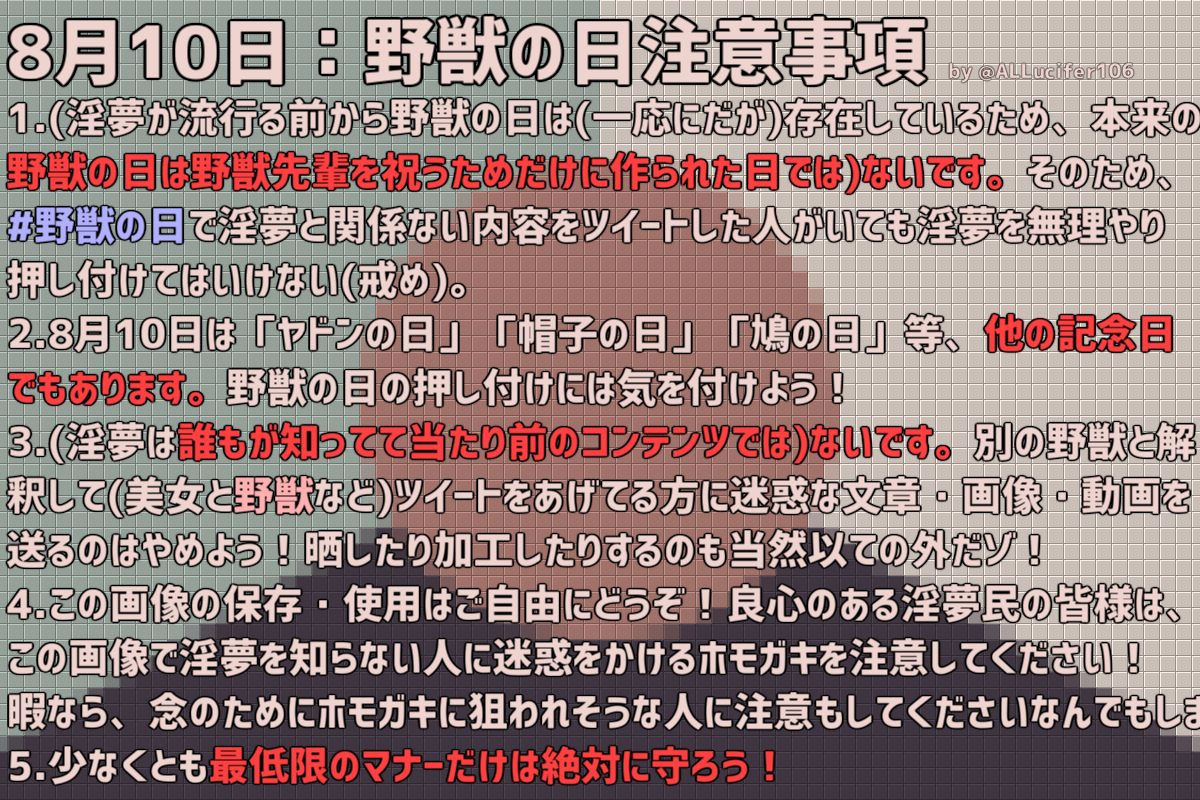 8月10日：野獣の日注意事項 by @ALLucifer106
1.(淫夢が流行る前から野獣の日は(一応にだが)存在しているため、本来の
野獣の日は野獣先輩を祝うためだけに作られた日では)ないです。そのため、
#野獣の日で淫夢と関係ない内容をツイートした人がいても淫夢を無理やり
押し付けてはいけない(戒め)。
2.8月10日は「ヤドンの日」「帽子の日」「鳩の日」等、他の記念日
でもあります。野獣の日の押し付けには気を付けよう！
3.(淫夢は誰もが知ってて当たり前のコンテンツでは)ないです。別の野獣と解
釈して(美女と野獣など)ツイートをあげてる方に迷惑な文章・画像・動画を
送るのはやめよう！晒したり加工したりするのも当然以ての外だゾ！
4.この画像の保存・使用はご自由にどうぞ！良心のある淫夢民の皆様は、
この画像で淫夢を知らない人に迷惑をかけるホモガキを注意してください！
暇なら、念のためにホモガキに狙われそうな人に注意もしてくださいなんでもしま
5.少なくとも最低限のマナーだけは絶対に守ろう！